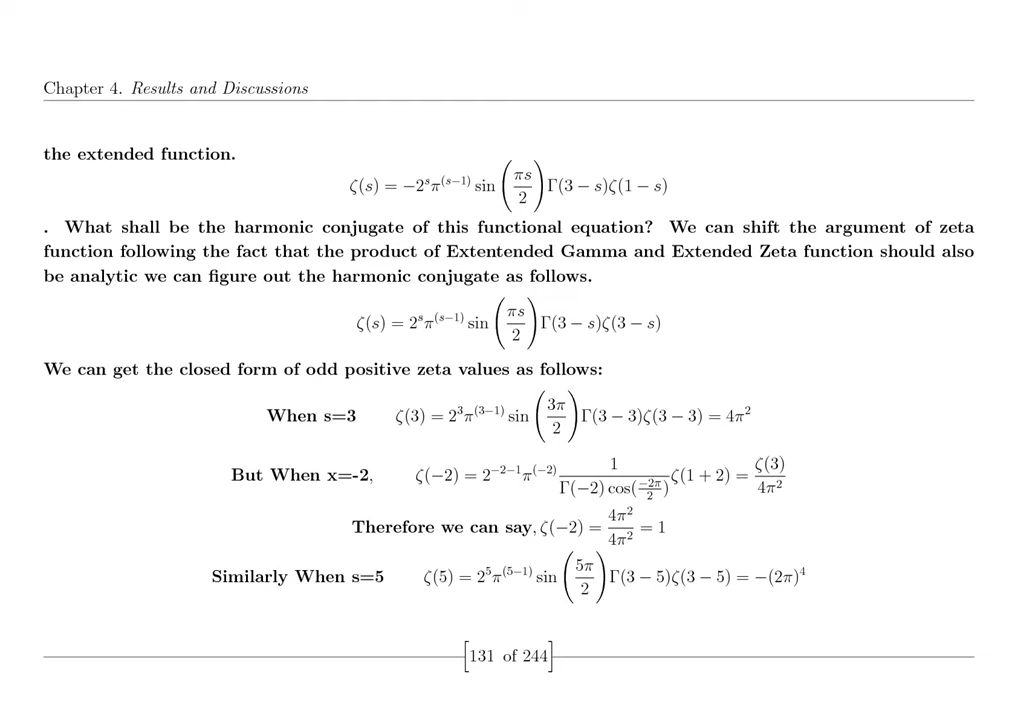 Chapter 4. Results and Discussions
the extended function.
ζ(s) = −2^s π^(s−1) sin(πs/2) Γ(3 − s)ζ(1 − s)
. What shall be the harmonic conjugate of this functional equation? We can shift the argument of zeta
function following the fact that the product of Extentended Gamma and Extended Zeta function should also
be analytic we can figure out the harmonic conjugate as follows.
ζ(s) = 2^s π^(s−1) sin(πs/2) Γ(3 − s)ζ(3 − s)
We can get the closed form of odd positive zeta values as follows:
When s=3 ζ(3) = 2^3 π^(3−1) sin(3π/2) Γ(3 − 3)ζ(3 − 3) = 4π^2
But When x=-2, ζ(−2) = 2^−2−1 π^(−2) 1/(Γ(−2) cos(−2π/2)) ζ(1 + 2) = ζ(3)/4π^2
Therefore we can say, ζ(−2) = 4π^2/4π^2 = 1
Similarly When s=5 ζ(5) = 2^5 π^(5−1) sin(5π/2) Γ(3 − 5)ζ(3 − 5) = −(2π)^4
[131 of 244]